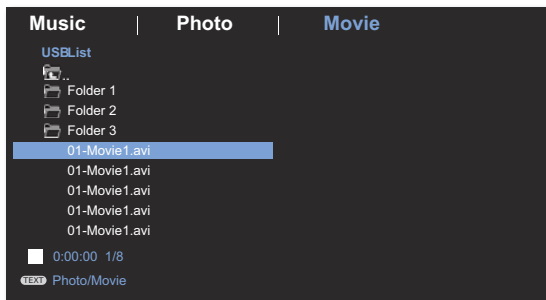 Music | Photo | Movie
USBList
..
Folder 1
Folder 2
Folder 3
01-Movie1.avi
01-Movie1.avi
01-Movie1.avi
01-Movie1.avi
01-Movie1.avi
0:00:00 1/8
TEXT Photo/Movie